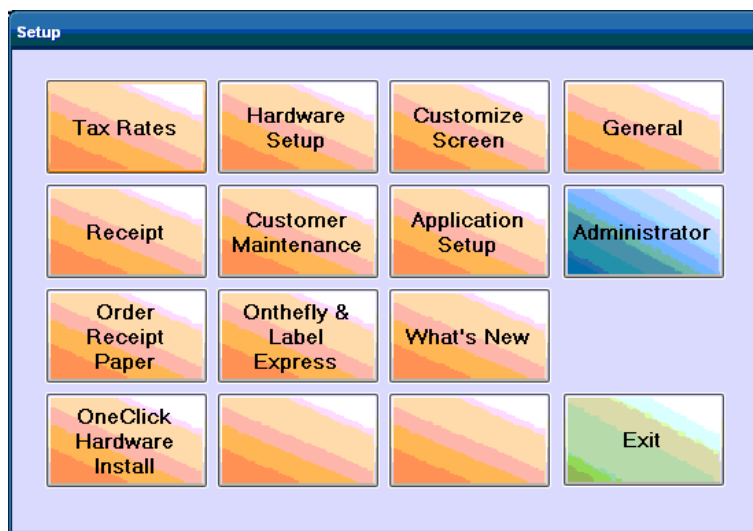 Setup
Tax Rates
Hardware
Setup
Customize
Screen
General
Receipt
Customer
Maintenance
Application
Setup
Administrator
Order
Receipt
Paper
Onthefly &
Label
Express
What's New
OneClick
Hardware
Install
Exit